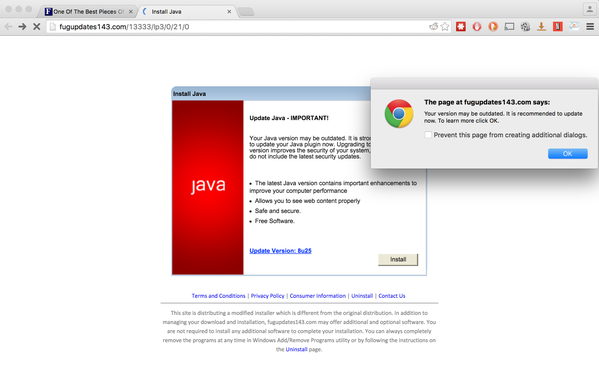 One Of The Best Pieces O
Install Java
fugupdates143.com/13333/lp3/0/21/0
Install Java
Update Java - IMPORTANT!
Your Java version may be outdated. It is stro
to update your Java plugin now. Upgrading to
version improves the security of your system,
do not include the latest security updates.
java
The latest Java version contains important enhancements to
improve your computer performance
Allows you to see web content properly
Safe and secure.
Free Software.
Update Version: 8u25
Install
The page at fugupdates143.com says:
Your version may be outdated. It is recommended to update
now. To learn more click OK.
Prevent this page from creating additional dialogs.
OK
Terms and Conditions | Privacy Policy | Consumer Information | Uninstall | Contact Us
This site is distributing a modified installer which is different from the original distribution. In addition to
managing your download and installation, fugupdates143.com may offer additional and optional software. You
are not required to install any additional software to complete your installation. You can always completely
remove the programs at any time in Windows Add/Remove Programs utility or by following the instructions on
the Uninstall page.